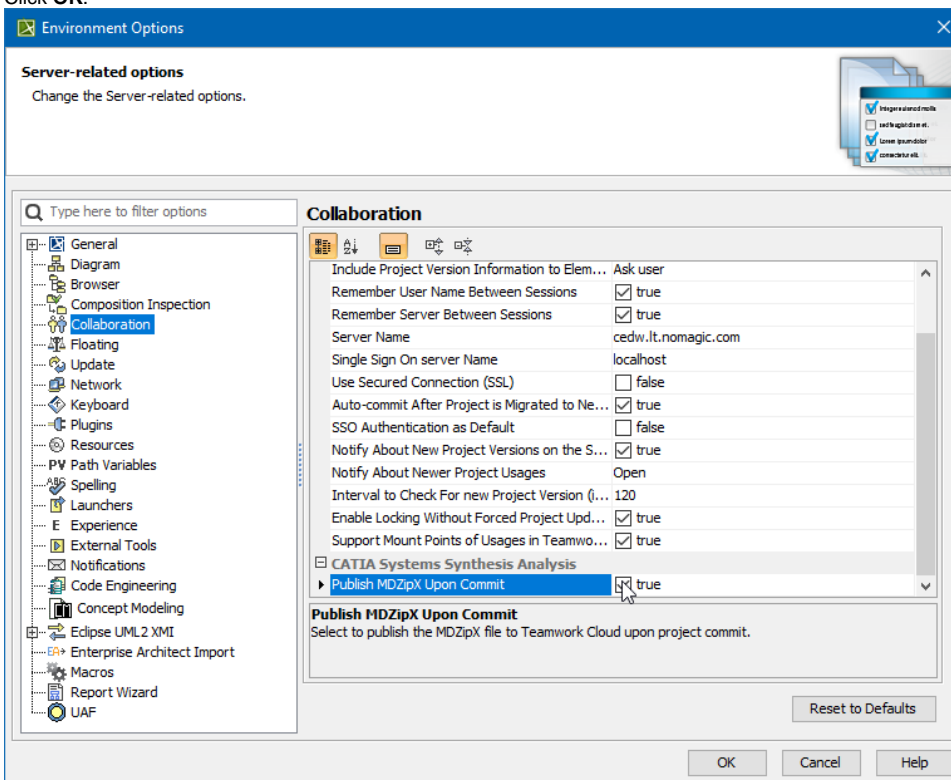 Click OK.
Environment Options
Server-related options
Change the Server-related options.
Type here to filter options
General
Diagram
Browser
Composition Inspection
Collaboration
Floating
Update
Network
Keyboard
Plugins
Resources
PV Path Variables
Spelling
Launchers
E Experience
External Tools
Notifications
Code Engineering
Concept Modeling
Eclipse UML2 XMI
Enterprise Architect Import
Macros
Report Wizard
UAF
Collaboration
Include Project Version Information to Elem... Ask user
Remember User Name Between Sessions true
Remember Server Between Sessions true
Server Name cedw.lt.nomagic.com
Single Sign On server Name localhost
Use Secured Connection (SSL) false
Auto-commit After Project is Migrated to Ne... true
SSO Authentication as Default false
Notify About New Project Versions on the S... true
Notify About Newer Project Usages Open
Interval to Check For new Project Version (i... 120
Enable Locking Without Forced Project Upd... true
Support Mount Points of Usages in Teamwo... true
CATIA Systems Synthesis Analysis
Publish MDZipX Upon Commit true
Publish MDZipX Upon Commit
Select to publish the MDZipX file to Teamwork Cloud upon project commit.
Reset to Defaults
OK Cancel Help